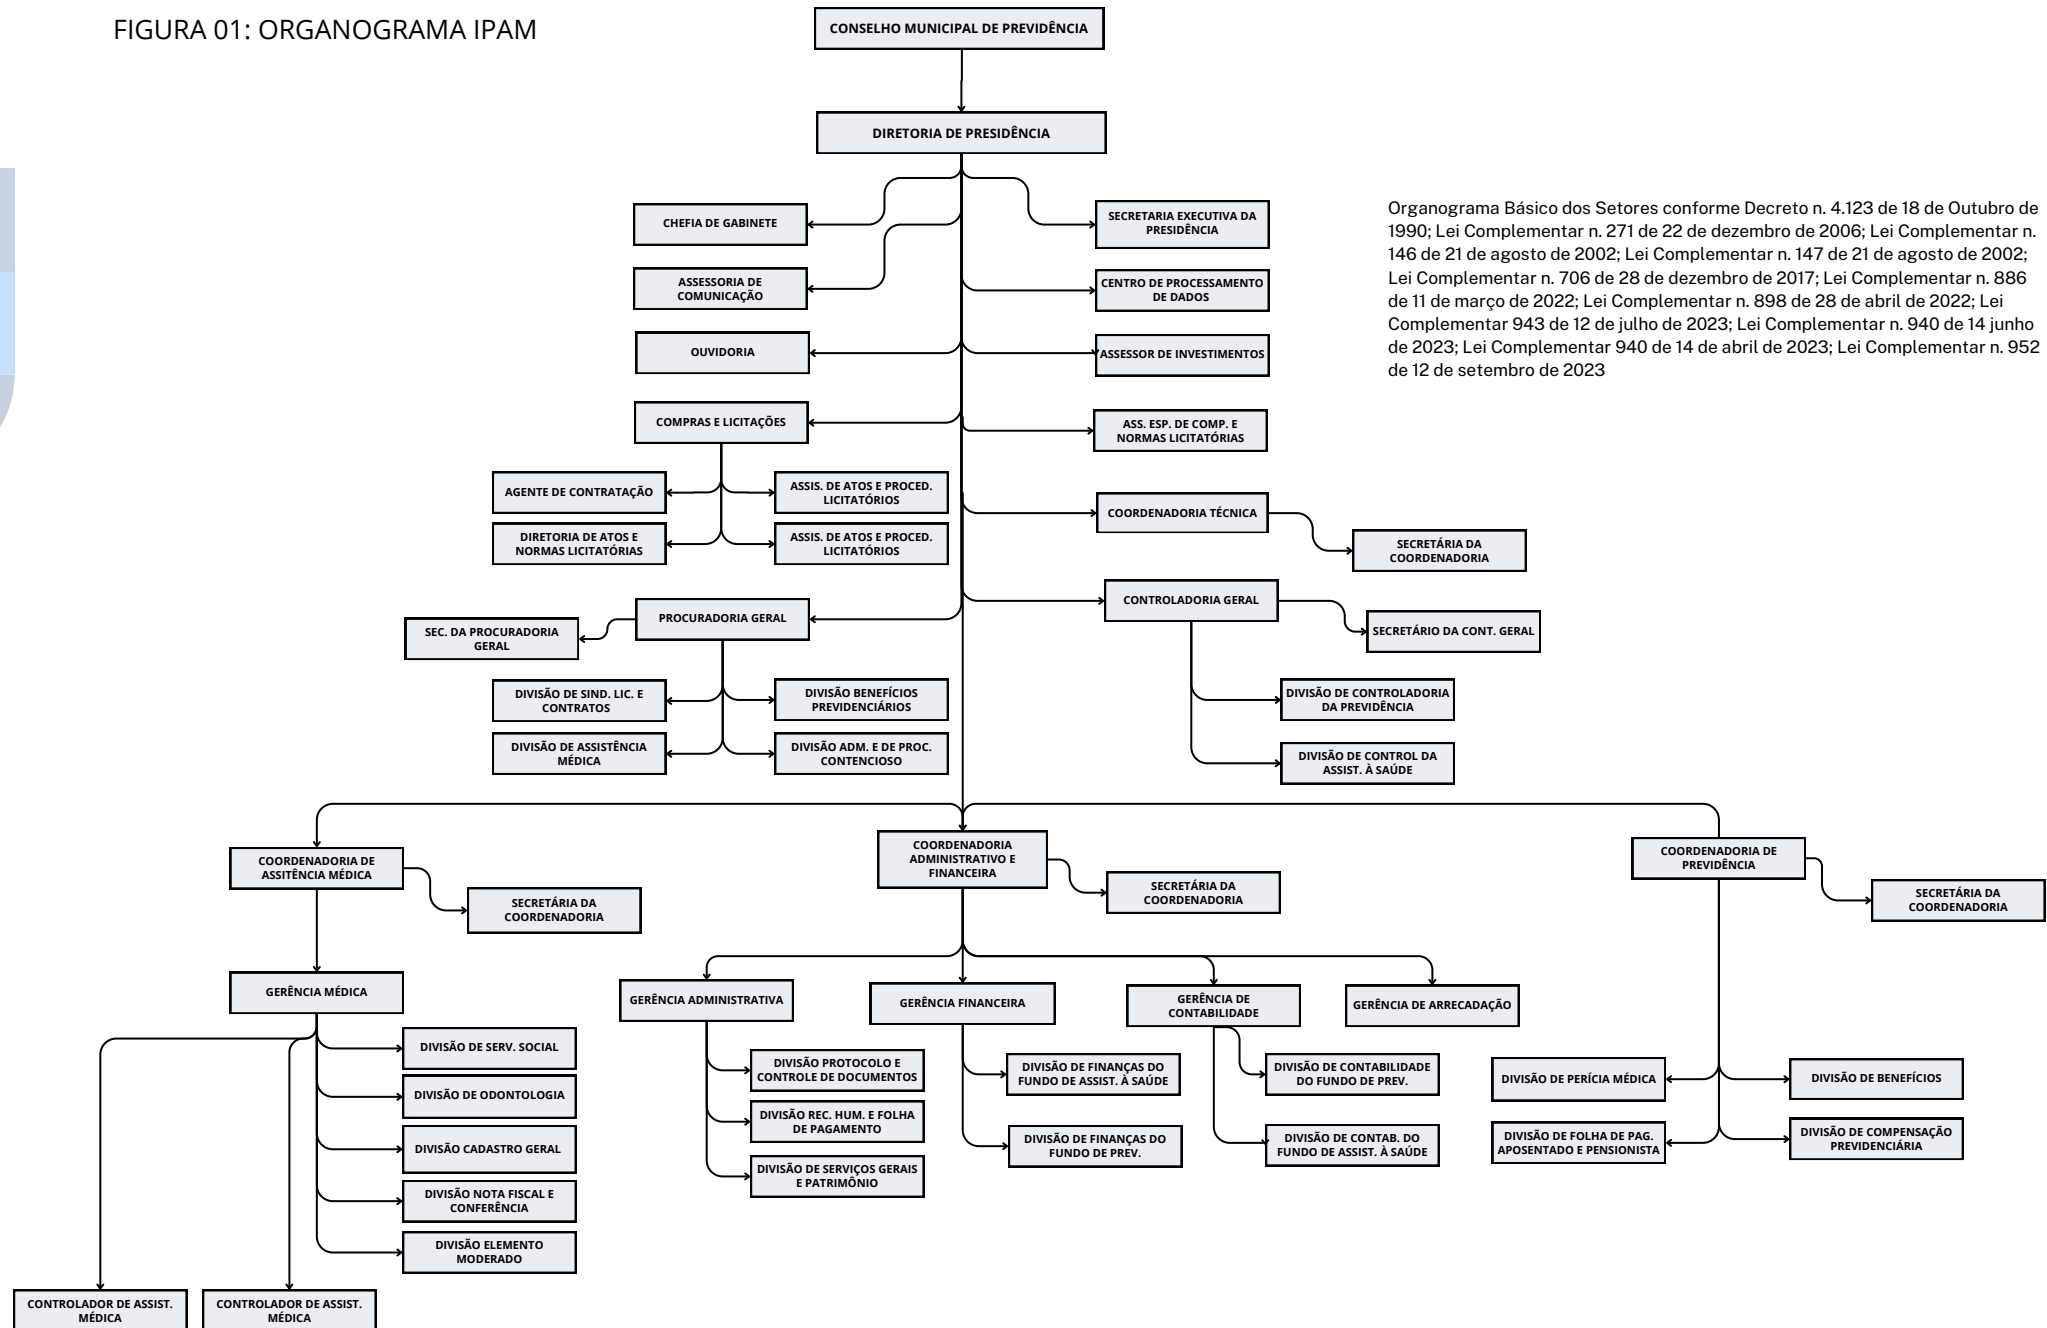 FIGURA 01: ORGANOGRAMA IPAM
CONSELHO MUNICIPAL DE PREVIDÊNCIA
DIRETORIA DE PRESIDÊNCIA
CHEFIA DE GABINETE
SECRETARIA EXECUTIVA DA
PRESIDÊNCIA
Organograma Básico dos Setores conforme Decreto n. 4.123 de 18 de Outubro de
1990; Lei Complementar n. 271 de 22 de dezembro de 2006; Lei Complementar n.
146 de 21 de agosto de 2002; Lei Complementar n. 147 de 21 de agosto de 2002;
Lei Complementar n. 706 de 28 de dezembro de 2017; Lei Complementar n. 886
de 11 de março de 2022; Lei Complementar n. 898 de 28 de abril de 2022; Lei
Complementar 943 de 12 de julho de 2023; Lei Complementar n. 940 de 14 junho
de 2023; Lei Complementar 940 de 14 de abril de 2023; Lei Complementar n. 952
de 12 de setembro de 2023
ASSESSORIA DE
COMUNICAÇÃO
CENTRO DE PROCESSAMENTO
DE DADOS
OUVIDORIA
ASSESSOR DE INVESTIMENTOS
COMPRAS E LICITAÇÕES
ASS. ESP. DE COMP. E
NORMAS LICITATÓRIAS
AGENTE DE CONTRATAÇÃO
ASSIS. DE ATOS E PROCED.
LICITATÓRIOS
DIRETORIA DE ATOS E
NORMAS LICITATÓRIAS
ASSIS. DE ATOS E PROCED.
LICITATÓRIOS
COORDENADORIA TÉCNICA
SECRETÁRIA DA
COORDENADORIA
PROCURADORIA GERAL
SEC. DA PROCURADORIA
GERAL
CONTROLADORIA GERAL
SECRETÁRIO DA CONT. GERAL
DIVISÃO DE SIND. LIC. E
CONTRATOS
DIVISÃO BENEFÍCIOS
PREVIDENCIÁRIOS
DIVISÃO DE ASSISTÊNCIA
MÉDICA
DIVISÃO ADM. E DE PROC.
CONTENCIOSO
DIVISÃO DE CONTROLADORIA
DA PREVIDÊNCIA
DIVISÃO DE CONTROL DA
ASSIST. À SAÚDE
COORDENADORIA DE
ASSITÊNCIA MÉDICA
SECRETÁRIA DA
COORDENADORIA
COORDENADORIA
ADMINISTRATIVO E
FINANCEIRA
SECRETÁRIA DA
COORDENADORIA
COORDENADORIA DE
PREVIDÊNCIA
SECRETÁRIA DA
COORDENADORIA
GERÊNCIA MÉDICA
GERÊNCIA ADMINISTRATIVA
GERÊNCIA FINANCEIRA
GERÊNCIA DE
CONTABILIDADE
GERÊNCIA DE ARRECADAÇÃO
DIVISÃO DE SERV. SOCIAL
DIVISÃO DE ODONTOLOGIA
DIVISÃO CADASTRO GERAL
DIVISÃO NOTA FISCAL E
CONFERÊNCIA
DIVISÃO ELEMENTO
MODERADO
CONTROLADOR DE ASSIST.
MÉDICA
CONTROLADOR DE ASSIST.
MÉDICA
DIVISÃO PROTOCOLO E
CONTROLE DE DOCUMENTOS
DIVISÃO REC. HUM. E FOLHA
DE PAGAMENTO
DIVISÃO DE SERVIÇOS GERAIS
E PATRIMÔNIO
DIVISÃO DE FINANÇAS DO
FUNDO DE ASSIST. À SAÚDE
DIVISÃO DE FINANÇAS DO
FUNDO DE PREV.
DIVISÃO DE CONTABILIDADE
DO FUNDO DE PREV.
DIVISÃO DE CONTAB. DO
FUNDO DE ASSIST. À SAÚDE
DIVISÃO DE PERÍCIA MÉDICA
DIVISÃO DE BENEFÍCIOS
DIVISÃO DE FOLHA DE PAG.
APOSENTADO E PENSIONISTA
DIVISÃO DE COMPENSAÇÃO
PREVIDENCIÁRIA